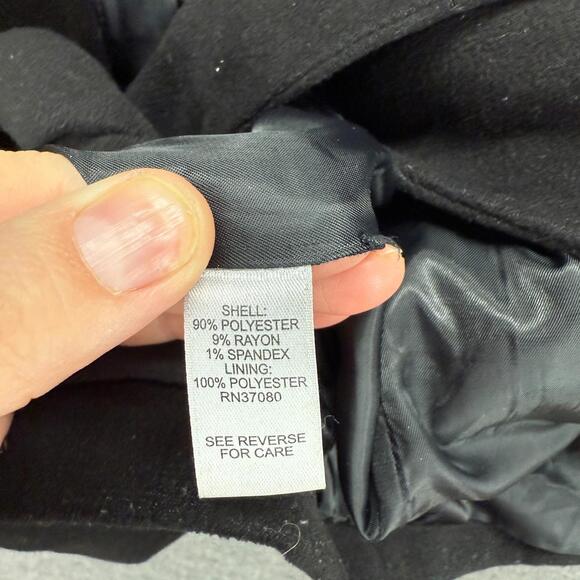 SHELL:
90% POLYESTER
9% RAYON
1% SPANDEX
LINING:
100% POLYESTER
RN37080
SEE REVERSE
FOR CARE